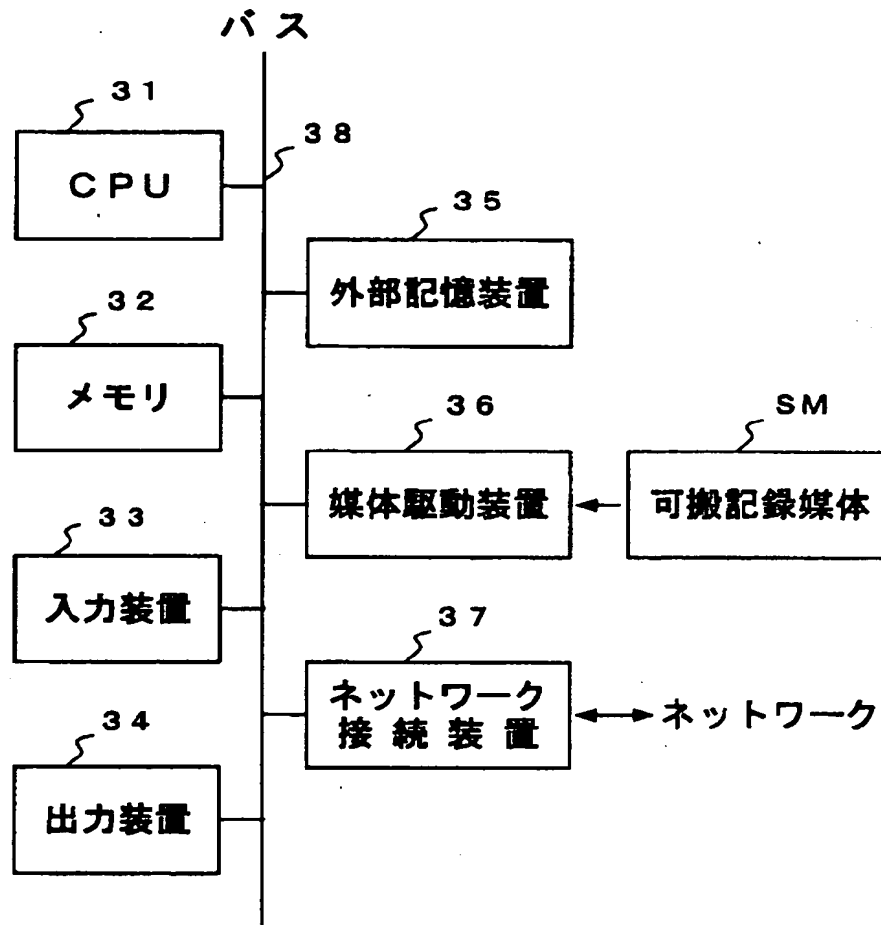 バス
31
CPU
38
35
外部記憶装置
32
メモリ
36
媒体駆動装置
SM
可搬記録媒体
33
入力装置
37
ネットワーク
接続装置
ネットワーク
34
出力装置